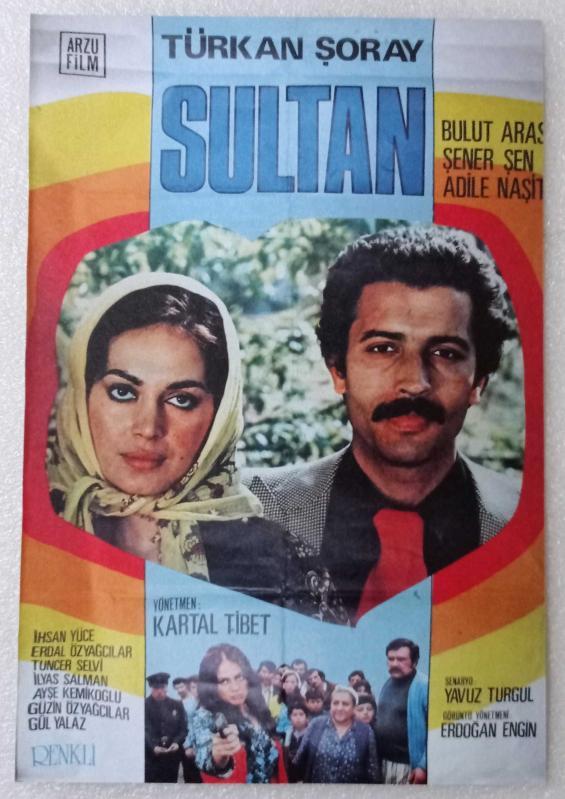 ARZU
FİLM
TÜRKAN ŞORAY
SULTAN
BULUT ARAS
ŞENER ŞEN
ADİLE NAŞİT
YÖNETMEN:
KARTAL TİBET
İHSAN YÜCE
ERDAL ÖZYAĞCILAR
TUNCER SELVİ
İLYAS SALMAN
AYŞE KEMİKOĞLU
GÜZİN ÖZYAĞCILAR
GÜL YALAZ
RENKLİ
SENARYO:
YAVUZ TURGUL
GÖRÜNTÜ YÖNETMENİ:
ERDOĞAN ENGİN